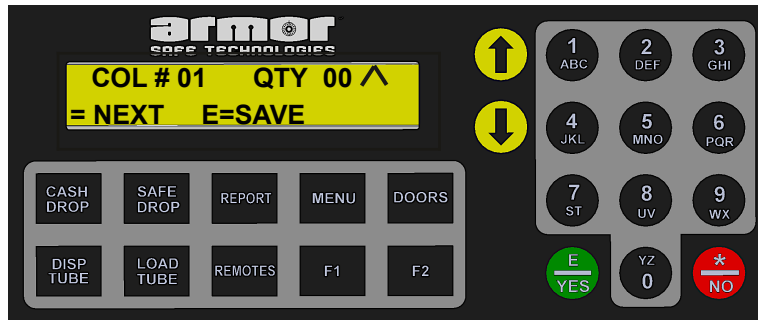 armor
SAFE TECHNOLOGIES
COL # 01 QTY 00 ^
= NEXT E=SAVE
CASH DROP
SAFE DROP
REPORT
MENU
DOORS
DISP TUBE
LOAD TUBE
REMOTES
F1
F2
1
ABC
2
DEF
3
GHI
4
JKL
5
MNO
6
PQR
7
ST
8
UV
9
WX
E
YES
YZ
0
*
NO